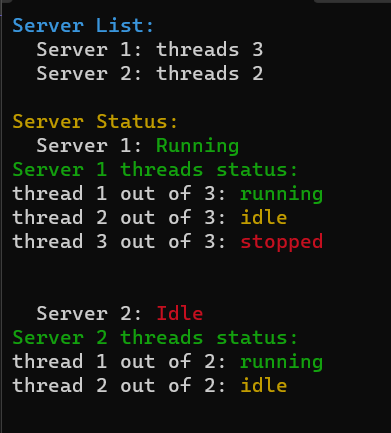 Server List:
  Server 1: threads 3
  Server 2: threads 2

Server Status:
  Server 1: Running
Server 1 threads status:
thread 1 out of 3: running
thread 2 out of 3: idle
thread 3 out of 3: stopped

  Server 2: Idle
Server 2 threads status:
thread 1 out of 2: running
thread 2 out of 2: idle